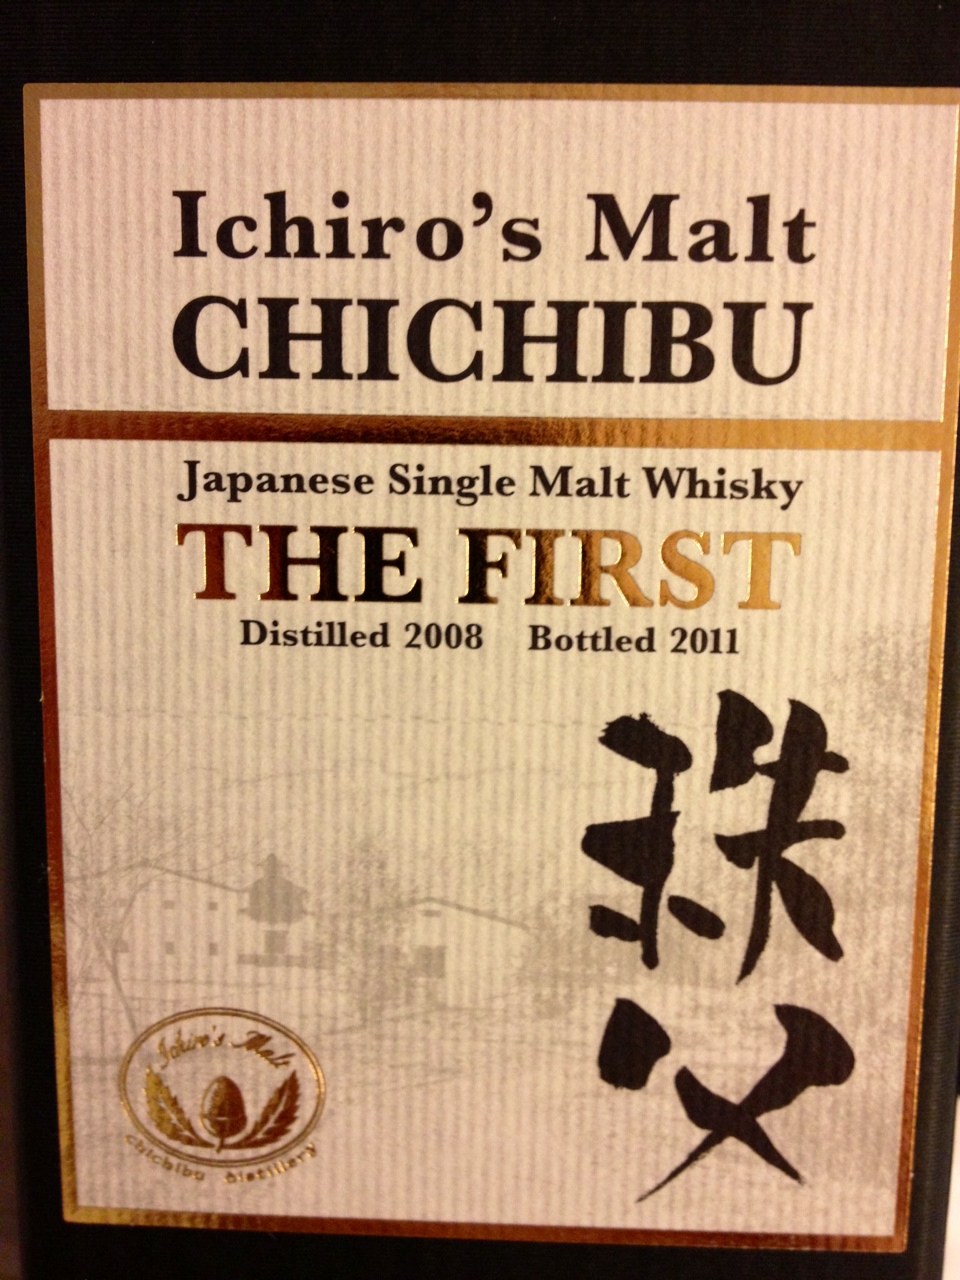 Ichiro's Malt
CHICHIBU
Japanese Single Malt Whisky
THE FIRST
Distilled 2008 Bottled 2011
秩父
Ichiro's Malt
chichibu distillery